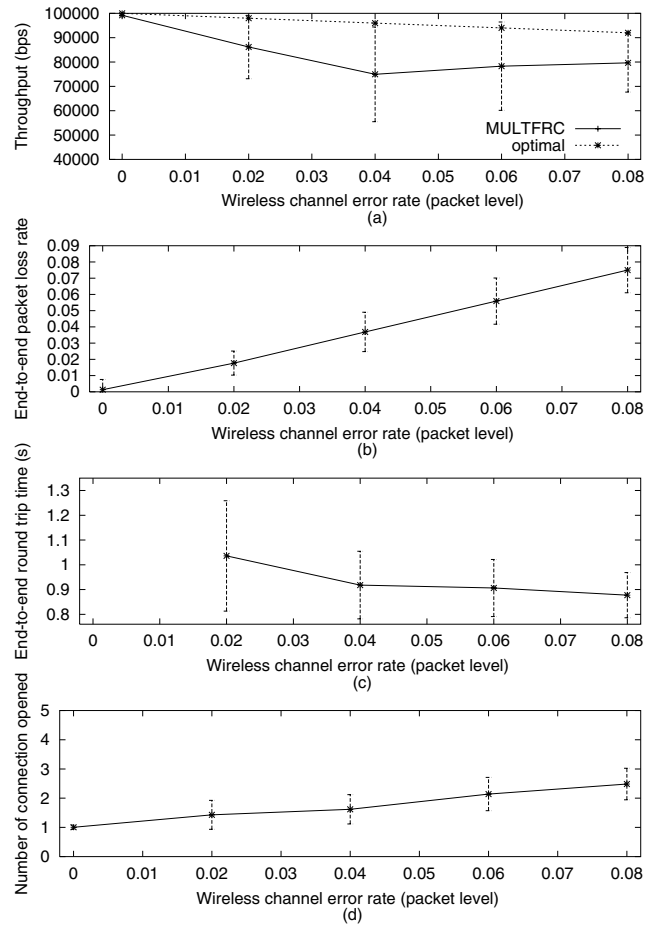 100000
90000
80000
70000
60000
50000
40000
Throughput (bps)
MULTFRC
optimal
0 0.01 0.02 0.03 0.04 0.05 0.06 0.07 0.08
Wireless channel error rate (packet level)
(a)
0.09
0.08
0.07
0.06
0.05
0.04
0.03
0.02
0.01
0
End-to-end packet loss rate
0 0.01 0.02 0.03 0.04 0.05 0.06 0.07 0.08
Wireless channel error rate (packet level)
(b)
1.3
1.2
1.1
1
0.9
0.8
End-to-end round trip time (s)
0 0.01 0.02 0.03 0.04 0.05 0.06 0.07 0.08
Wireless channel error rate (packet level)
(c)
5
4
3
2
1
0
Number of connection opened
0 0.01 0.02 0.03 0.04 0.05 0.06 0.07 0.08
Wireless channel error rate (packet level)
(d)